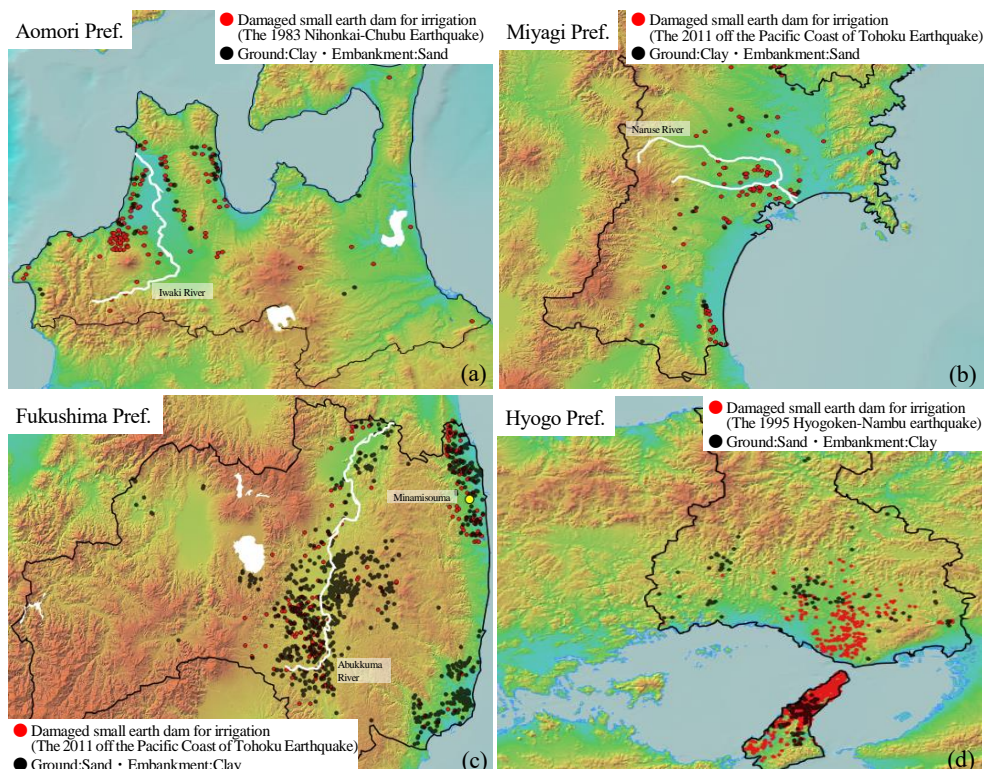 Aomori Pref.
Damaged small earth dam for irrigation
(The 1983 Nihonkai-Chubu Earthquake)
Ground:Clay・Embankment:Sand
Iwaki River
(a)
Miyagi Pref.
Damaged small earth dam for irrigation
(The 2011 off the Pacific Coast of Tohoku Earthquake)
Ground:Clay・Embankment:Sand
Naruse River
(b)
Fukushima Pref.
Minamisouma
Abukkuma
River
Damaged small earth dam for irrigation
(The 2011 off the Pacific Coast of Tohoku Earthquake)
Ground:Sand・Embankment:Clay
(c)
Hyogo Pref.
Damaged small earth dam for irrigation
(The 1995 Hyogoken-Nambu earthquake)
Ground:Sand・Embankment:Clay
(d)